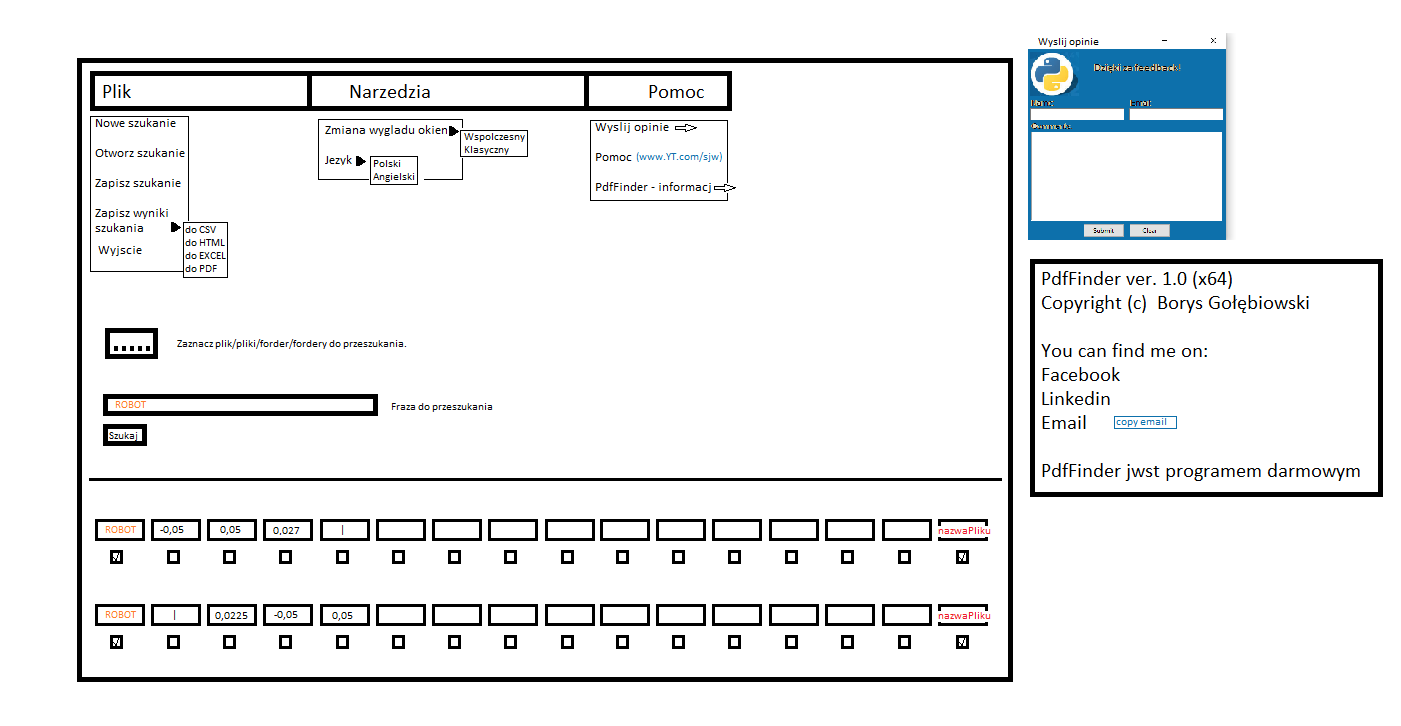 Wyslij opinie
Dzięki za feedback!
Name:
Email:
Comments:
Submit Clear
Plik Narzedzia Pomoc
Nowe szukanie
Otworz szukanie
Zapisz szukanie
Zapisz wyniki
szukania
Wyjscie
do CSV
do HTML
do EXCEL
do PDF
Zmiana wygladu okien
Wspolczesny
Klasyczny
Jezyk
Polski
Angielski
Wyslij opinie
Pomoc (www.YT.com/sjw)
PdfFinder - informacj
PdfFinder ver. 1.0 (x64)
Copyright (c) Borys Gołębiowski
You can find me on:
Facebook
Linkedin
Email copy email
PdfFinder jwst programem darmowym
..... Zaznacz plik/pliki/forder/fordery do przeszukania.
ROBOT Fraza do przeszukania
Szukaj
ROBOT -0,05 0,05 0,027 | nazwaPliku
ROBOT | 0,0225 -0,05 0,05 nazwaPliku